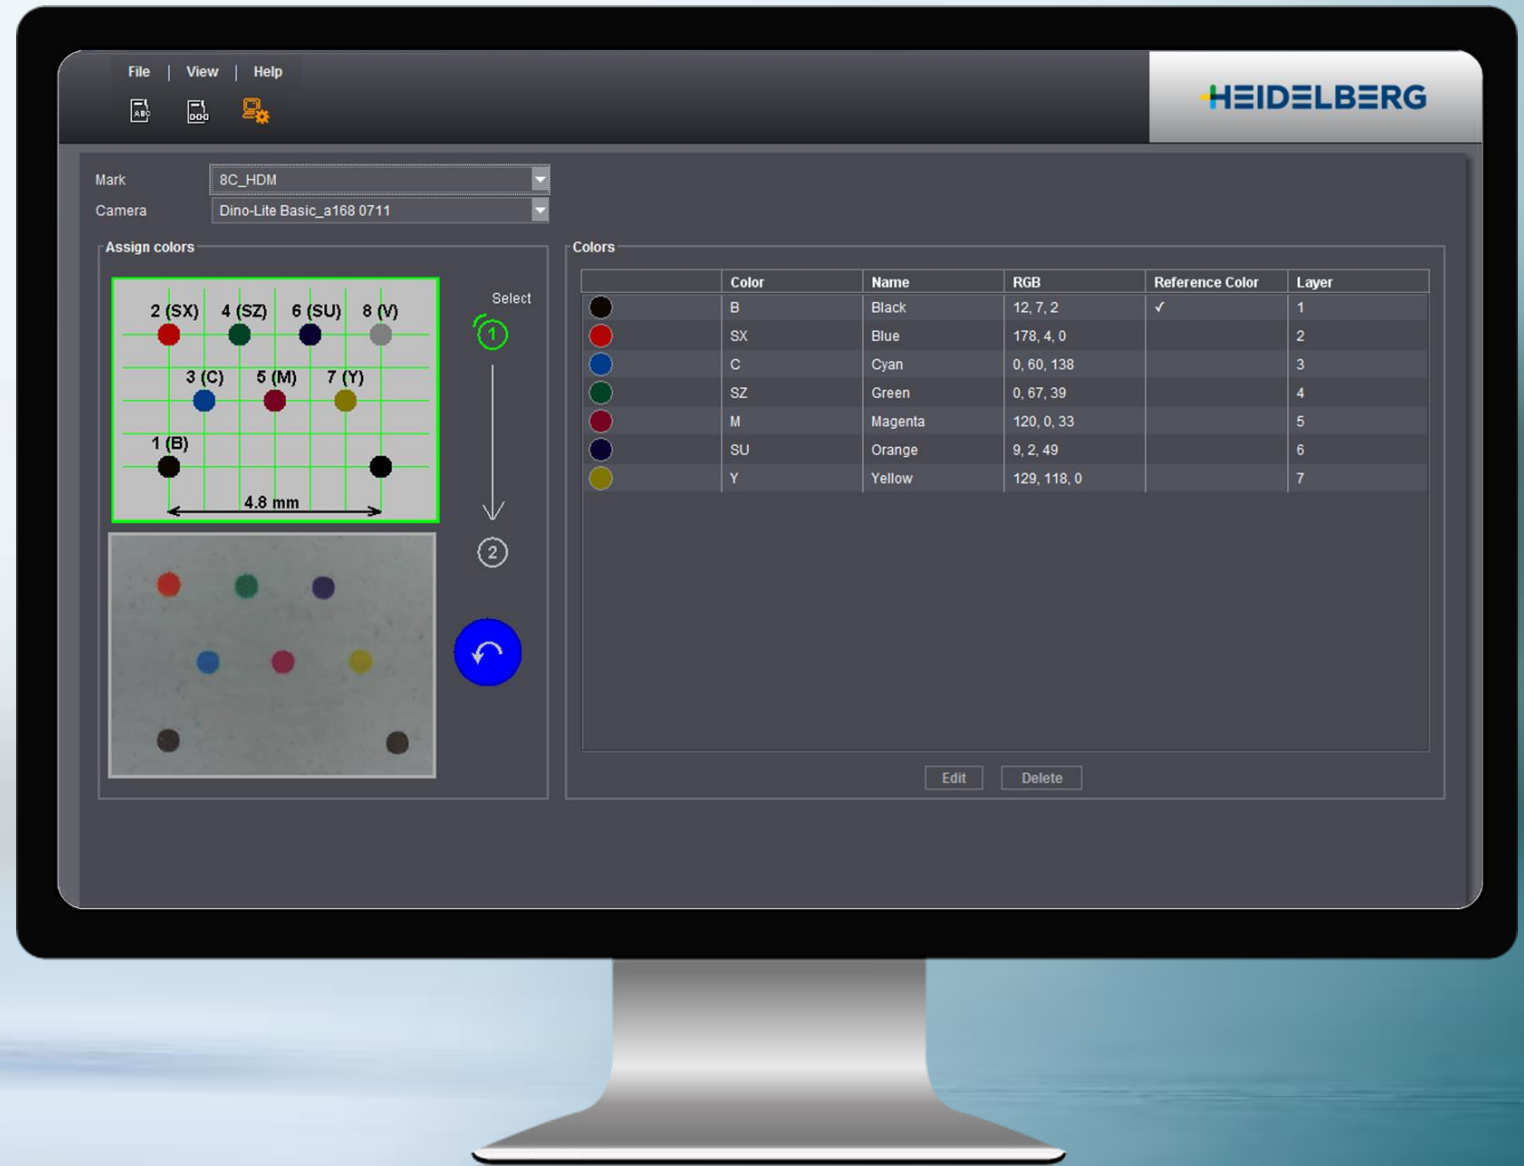 File | View | Help
ABC
HEIDELBERG
Mark 8C_HDM
Camera Dino-Lite Basic_a168 0711
Assign colors
2 (SX) 4 (SZ) 6 (SU) 8 (V)
3 (C) 5 (M) 7 (Y)
1 (B)
4.8 mm
Select
1
2
Colors
Color Name RGB Reference Color Layer
B Black 12, 7, 2 ✓ 1
SX Blue 178, 4, 0 2
C Cyan 0, 60, 138 3
SZ Green 0, 67, 39 4
M Magenta 120, 0, 33 5
SU Orange 9, 2, 49 6
Y Yellow 129, 118, 0 7
Edit Delete